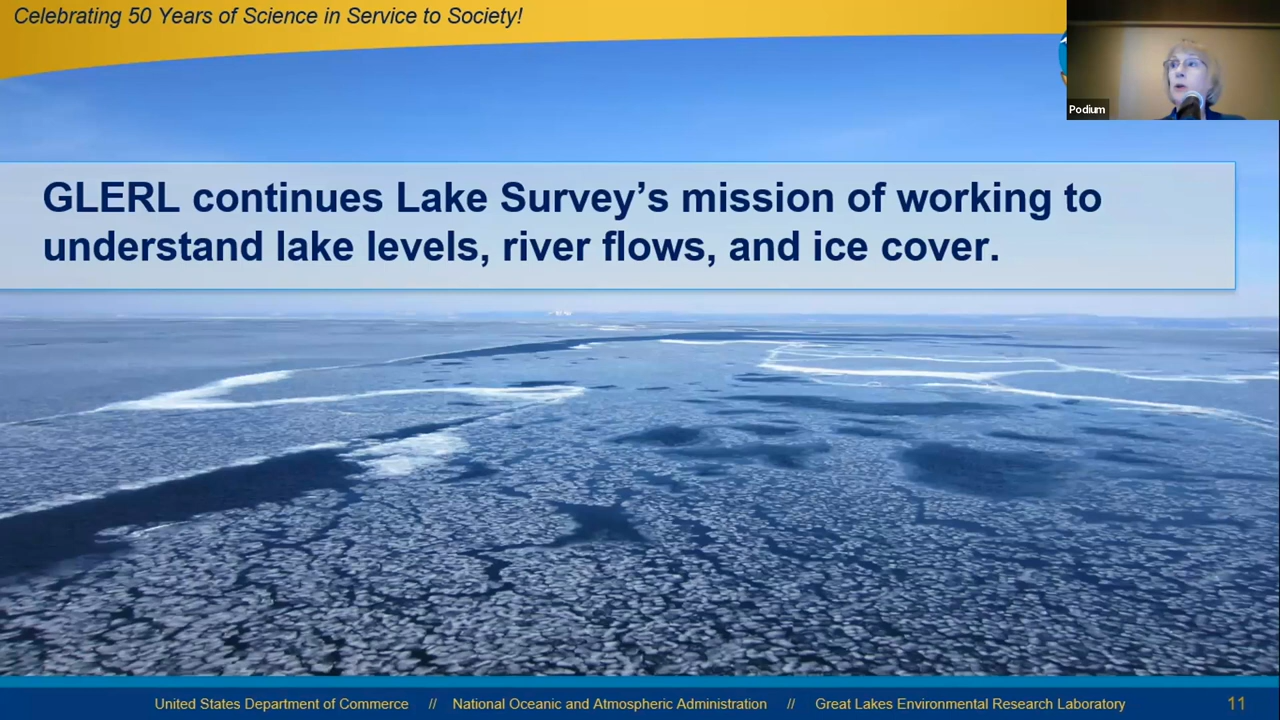 Celebrating 50 Years of Science in Service to Society!
Podium
GLERL continues Lake Survey's mission of working to
understand lake levels, river flows, and ice cover.
United States Department of Commerce // National Oceanic and Atmospheric Administration // Great Lakes Environmental Research Laboratory 11